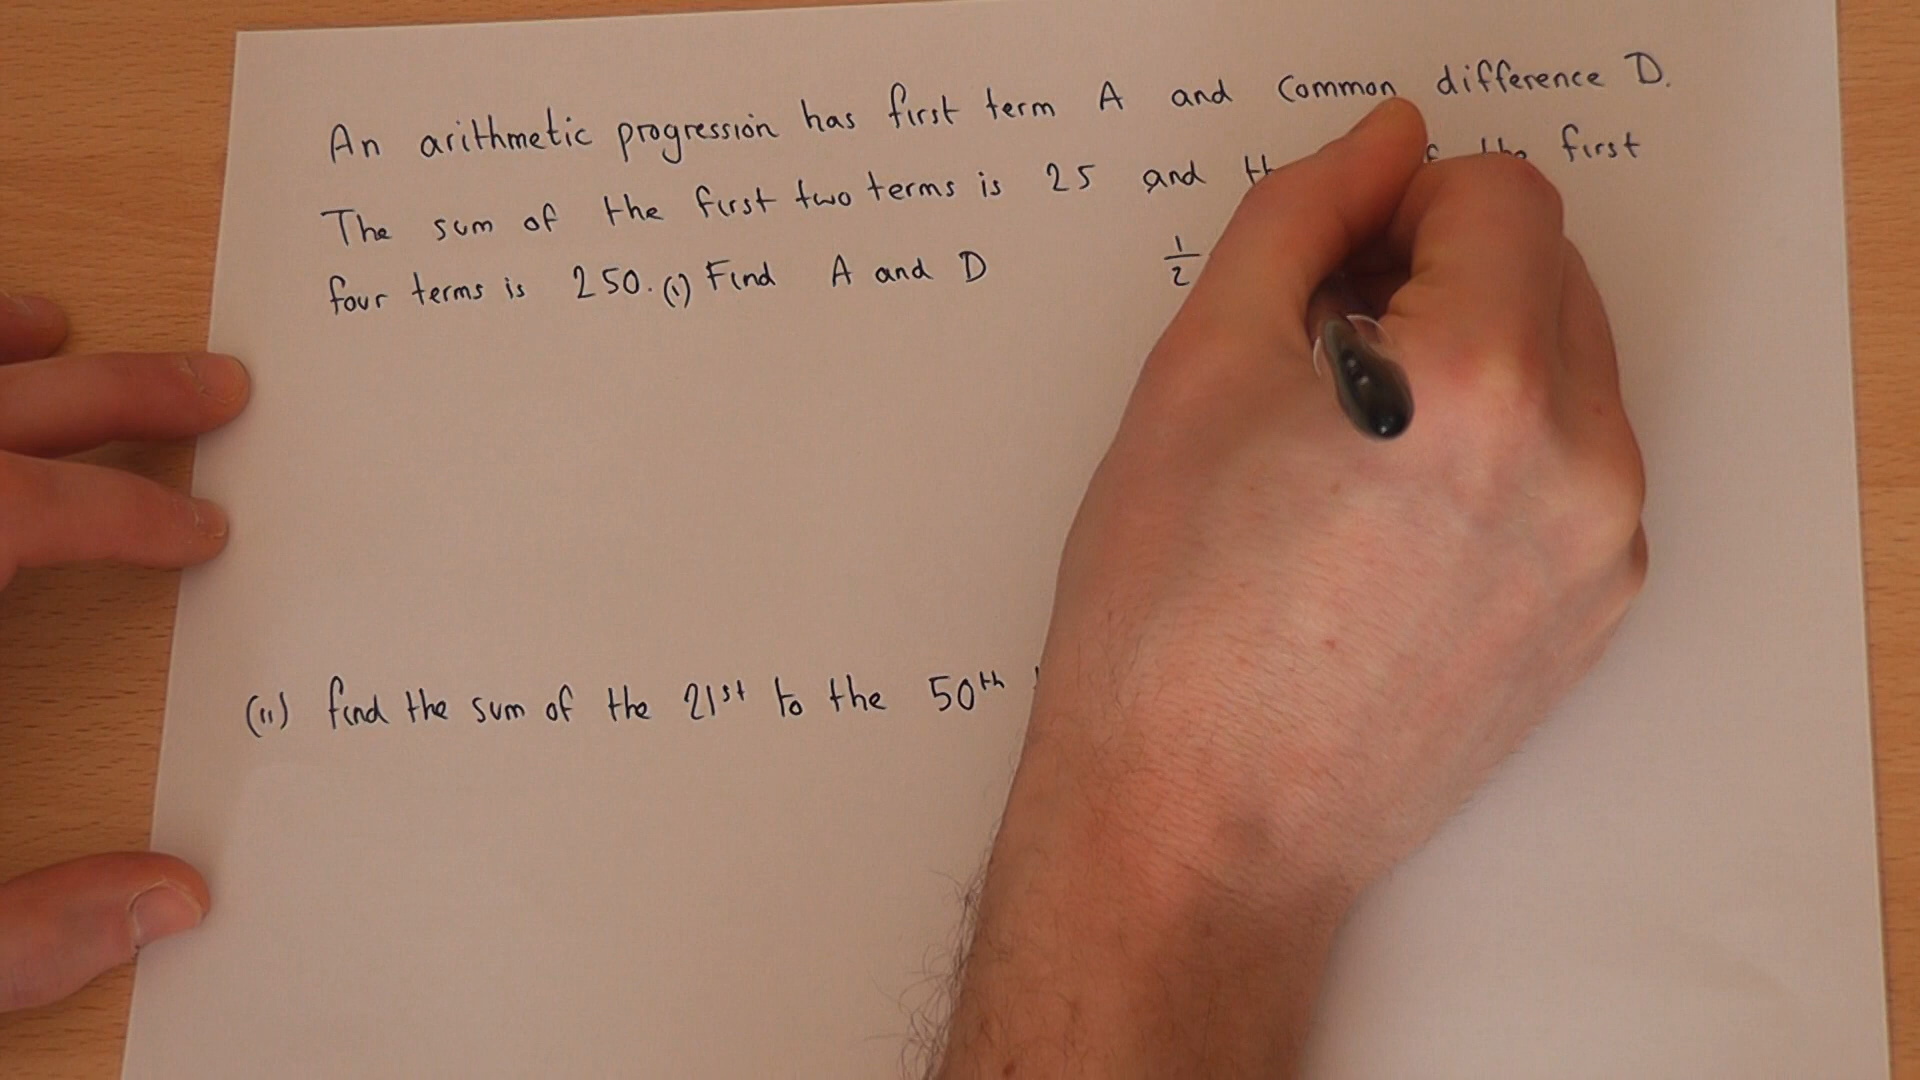 An arithmetic progression has first term A and common difference D.
The sum of the first two terms is 25 and the first
four terms is 250. (i) Find A and D 1/2
(ii) find the sum of the 21st to the 50th